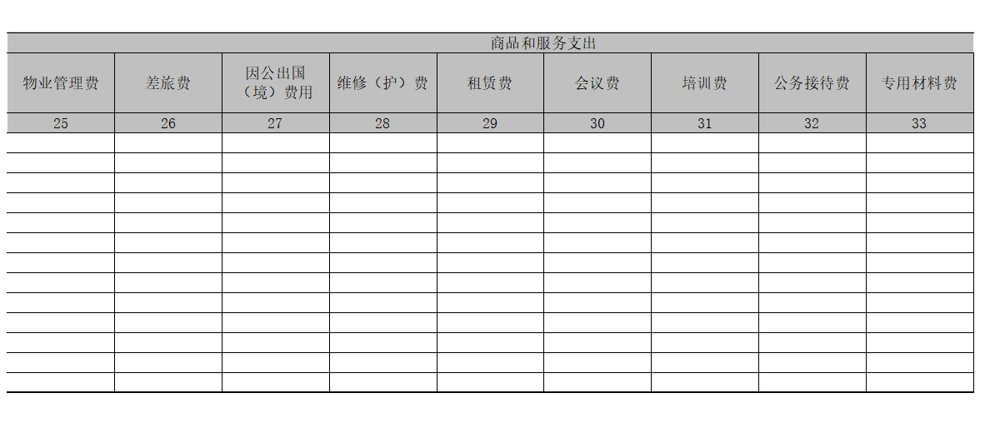 商品和服务支出
物业管理费 差旅费 因公出国 维修（护）费 租赁费 会议费 培训费 公务接待费 专用材料费
（境）费用
25 26 27 28 29 30 31 32 33